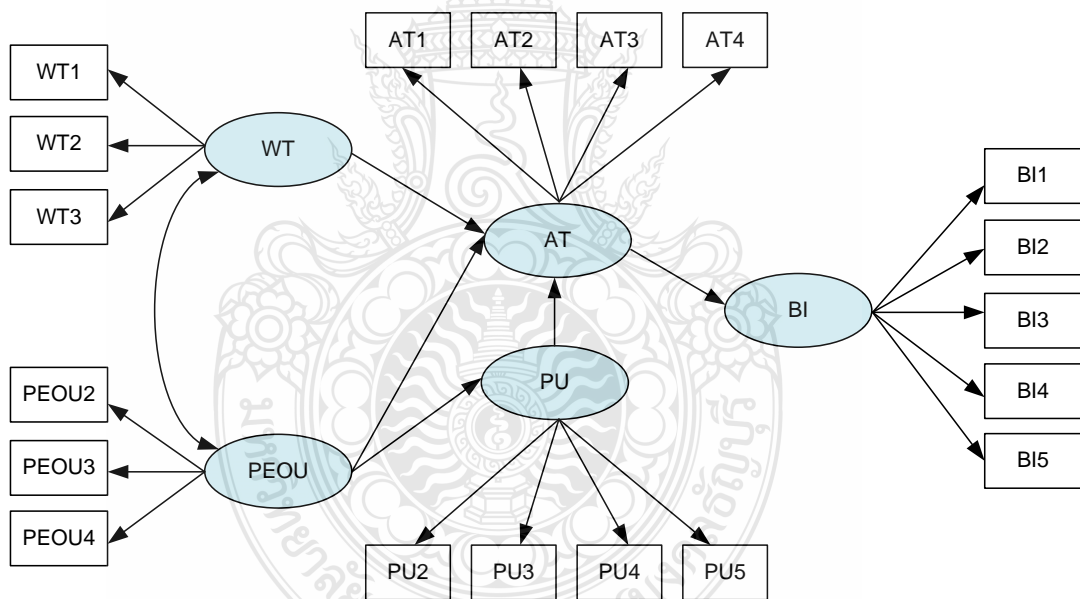 AT1 AT2 AT3 AT4
WT1
WT2
WT3
WT
AT
BI1
BI2
BI3
BI4
BI5
BI
PU
PEOU2
PEOU3
PEOU4
PEOU
PU2 PU3 PU4 PU5